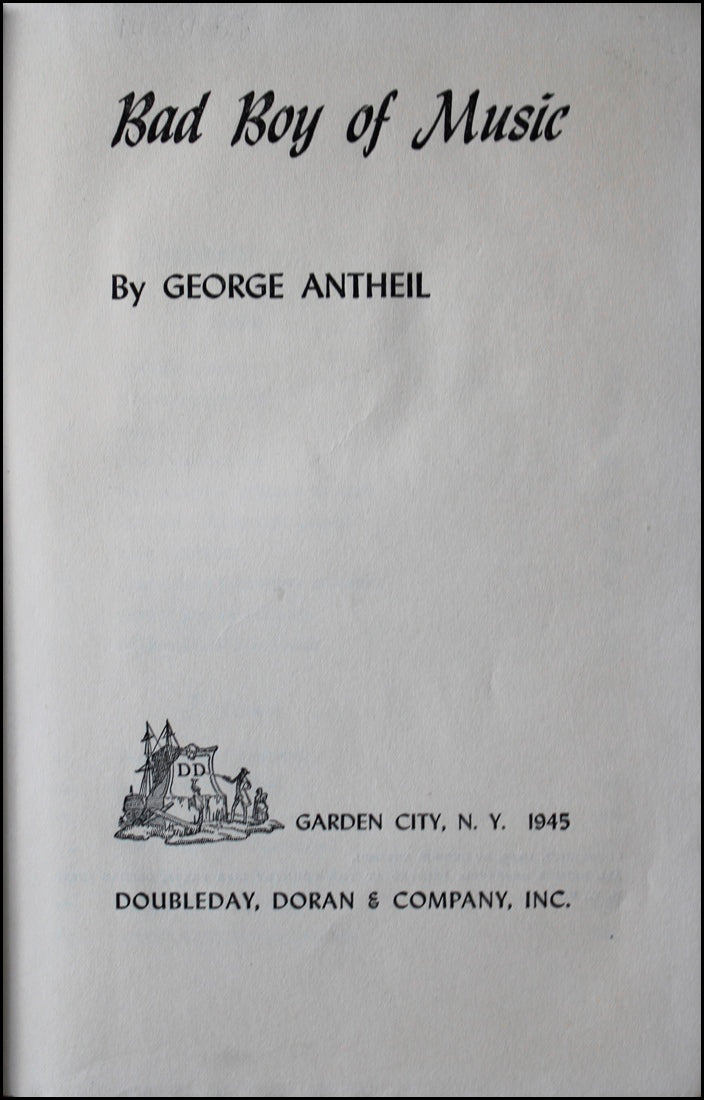 Bad Boy of Music
By GEORGE ANTHEIL
DD
GARDEN CITY, N. Y. 1945
DOUBLEDAY, DORAN & COMPANY, INC.